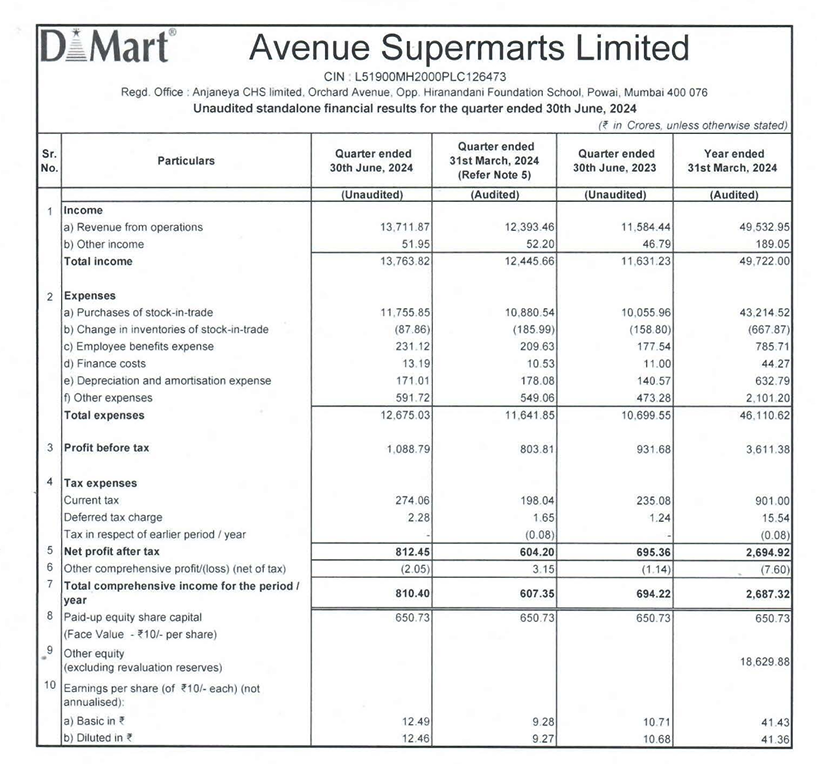 D Mart®
Avenue Supermarts Limited
CIN : L51900MH2000PLC126473
Regd. Office : Anjaneya CHS limited, Orchard Avenue, Opp. Hiranandani Foundation School, Powai, Mumbai 400 076
Unaudited standalone financial results for the quarter ended 30th June, 2024
(₹ in Crores, unless otherwise stated)
Sr. No. Particulars Quarter ended 30th June, 2024 Quarter ended 31st March, 2024 (Refer Note 5) Quarter ended 30th June, 2023 Year ended 31st March, 2024
(Unaudited) (Audited) (Unaudited) (Audited)
1 Income
a) Revenue from operations 13,711.87 12,393.46 11,584.44 49,532.95
b) Other income 51.95 52.20 46.79 189.05
Total income 13,763.82 12,445.66 11,631.23 49,722.00
2 Expenses
a) Purchases of stock-in-trade 11,755.85 10,880.54 10,055.96 43,214.52
b) Change in inventories of stock-in-trade (87.86) (185.99) (158.80) (667.87)
c) Employee benefits expense 231.12 209.63 177.54 785.71
d) Finance costs 13.19 10.53 11.00 44.27
e) Depreciation and amortisation expense 171.01 178.08 140.57 632.79
f) Other expenses 591.72 549.06 473.28 2,101.20
Total expenses 12,675.03 11,641.85 10,699.55 46,110.62
3 Profit before tax 1,088.79 803.81 931.68 3,611.38
4 Tax expenses
Current tax 274.06 198.04 235.08 901.00
Deferred tax charge 2.28 1.65 1.24 15.54
Tax in respect of earlier period / year - (0.08) - (0.08)
5 Net profit after tax 812.45 604.20 695.36 2,694.92
6 Other comprehensive profit/(loss) (net of tax) (2.05) 3.15 (1.14) (7.60)
7 Total comprehensive income for the period /
year 810.40 607.35 694.22 2,687.32
8 Paid-up equity share capital 650.73 650.73 650.73 650.73
(Face Value - ₹10/- per share)
9 Other equity
(excluding revaluation reserves) 18,629.88
10 Earnings per share (of ₹10/- each) (not
annualised):
a) Basic in ₹ 12.49 9.28 10.71 41.43
b) Diluted in ₹ 12.46 9.27 10.68 41.36